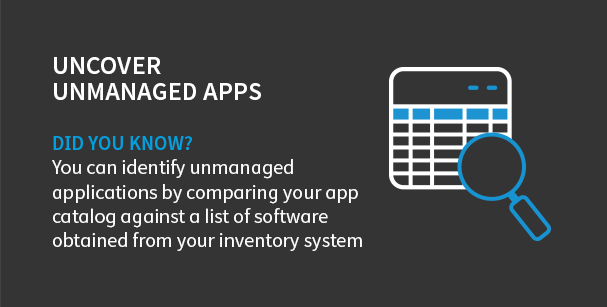 UNCOVER
UNMANAGED APPS
DID YOU KNOW?
You can identify unmanaged
applications by comparing your app
catalog against a list of software
obtained from your inventory system